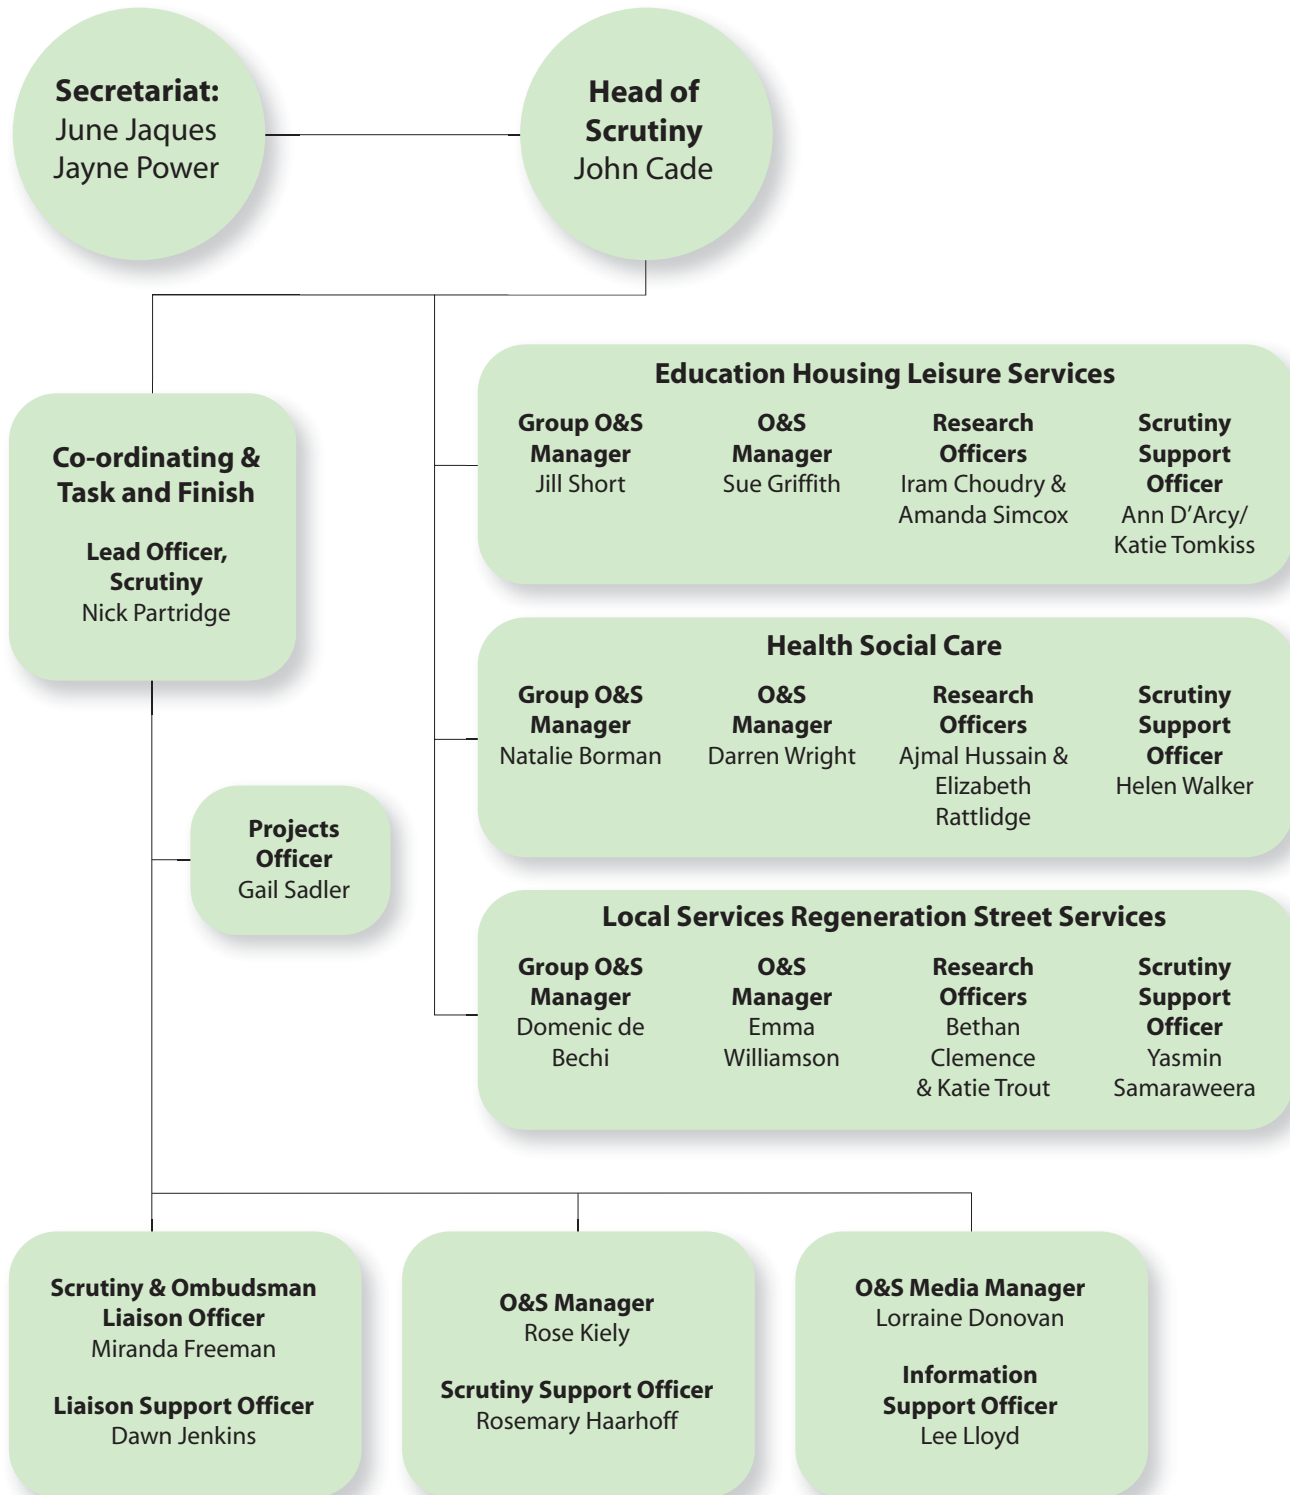 Secretariat:
June Jaques
Jayne Power
Head of
Scrutiny
John Cade
Co-ordinating &
Task and Finish
Lead Officer,
Scrutiny
Nick Partridge
Education Housing Leisure Services
Group O&S
Manager
Jill Short
O&S
Manager
Sue Griffith
Research
Officers
Iram Choudry &
Amanda Simcox
Scrutiny
Support
Officer
Ann D’Arcy/
Katie Tomkiss
Health Social Care
Group O&S
Manager
Natalie Borman
O&S
Manager
Darren Wright
Research
Officers
Ajmal Hussain &
Elizabeth
Rattlidge
Scrutiny
Support
Officer
Helen Walker
Projects
Officer
Gail Sadler
Local Services Regeneration Street Services
Group O&S
Manager
Domenic de
Bechi
O&S
Manager
Emma
Williamson
Research
Officers
Bethan
Clemence
& Katie Trout
Scrutiny
Support
Officer
Yasmin
Samaraweera
Scrutiny & Ombudsman
Liaison Officer
Miranda Freeman
Liaison Support Officer
Dawn Jenkins
O&S Manager
Rose Kiely
Scrutiny Support Officer
Rosemary Haarhoff
O&S Media Manager
Lorraine Donovan
Information
Support Officer
Lee Lloyd